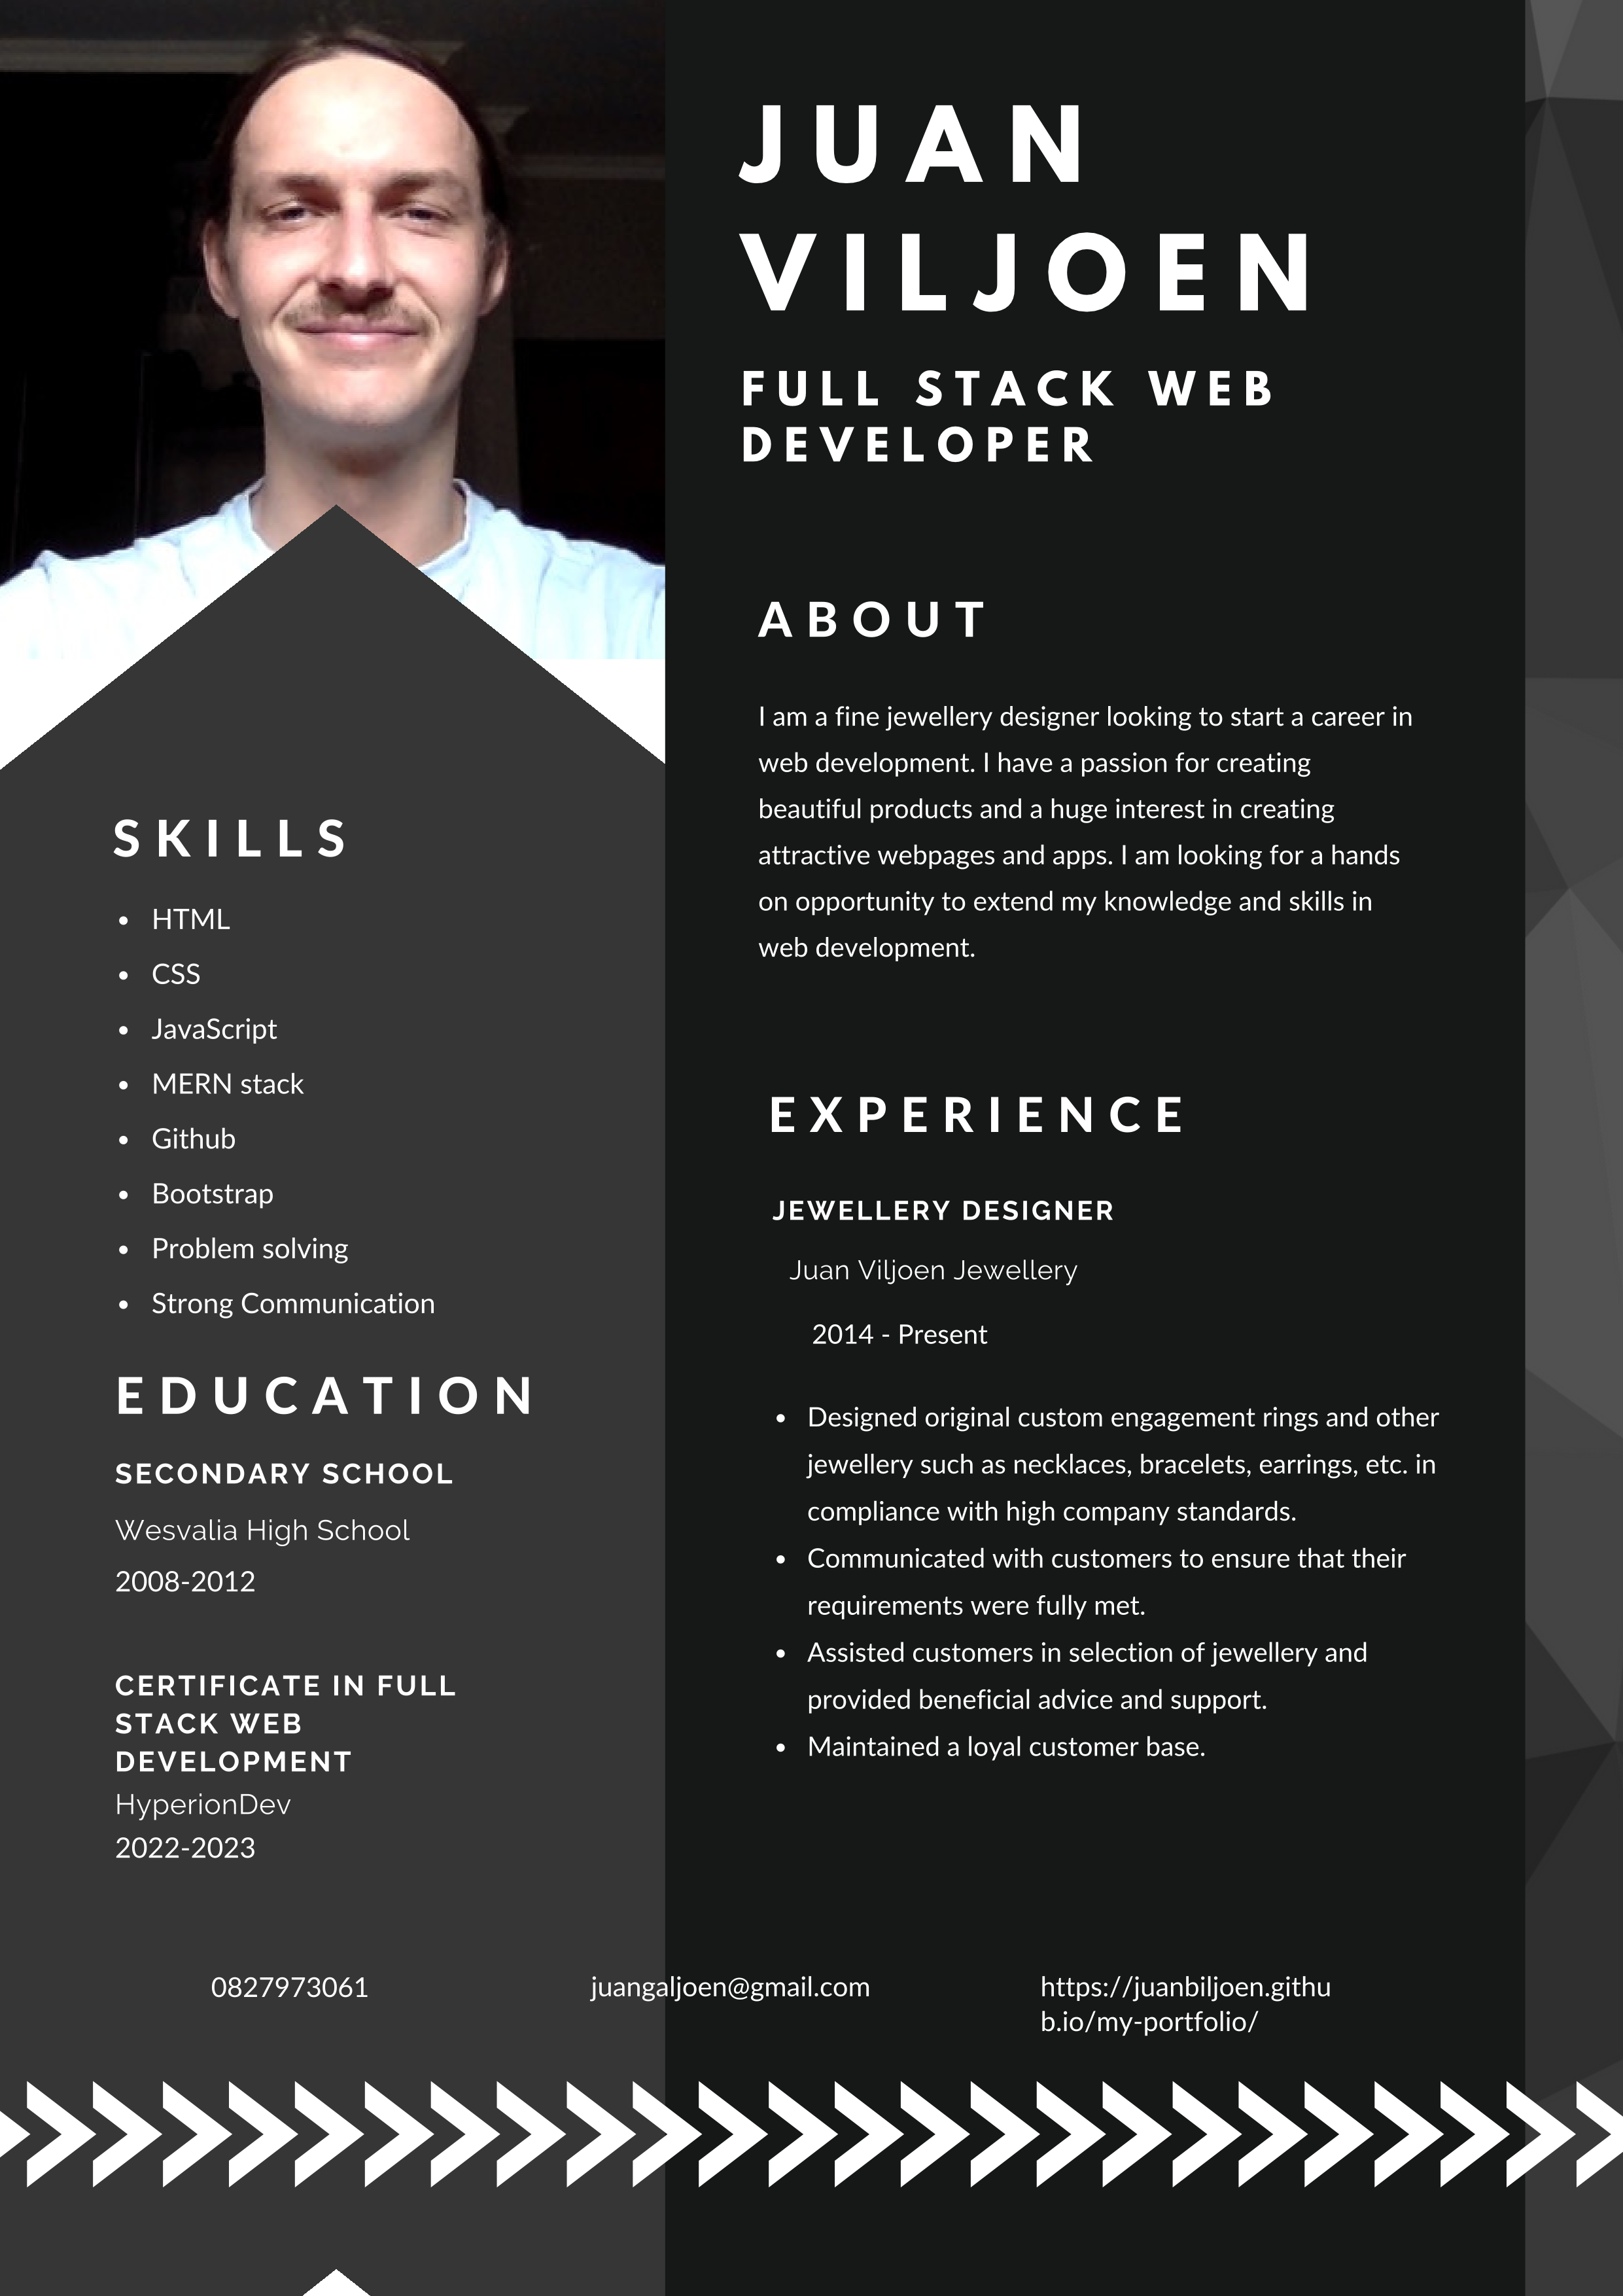 JUAN
VILJOEN
FULL STACK WEB
DEVELOPER
ABOUT
I am a fine jewellery designer looking to start a career in
web development. I have a passion for creating
beautiful products and a huge interest in creating
attractive webpages and apps. I am looking for a hands
on opportunity to extend my knowledge and skills in
web development.
SKILLS
• HTML
• CSS
• JavaScript
• MERN stack
• Github
• Bootstrap
• Problem solving
• Strong Communication
EDUCATION
SECONDARY SCHOOL
Wesvalia High School
2008-2012
CERTIFICATE IN FULL
STACK WEB
DEVELOPMENT
HyperionDev
2022-2023
EXPERIENCE
JEWELLERY DESIGNER
Juan Viljoen Jewellery
2014 - Present
• Designed original custom engagement rings and other
jewellery such as necklaces, bracelets, earrings, etc. in
compliance with high company standards.
• Communicated with customers to ensure that their
requirements were fully met.
• Assisted customers in selection of jewellery and
provided beneficial advice and support.
• Maintained a loyal customer base.
0827973061
juangaljoen@gmail.com
https://juanbiljoen.githu
b.io/my-portfolio/